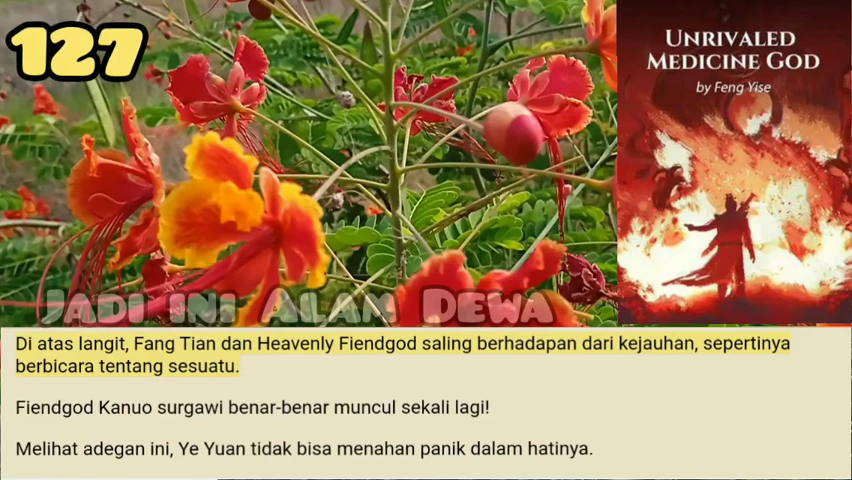 127
UNRIVALED
MEDICINE GOD
by Feng Yise
JADI INI ALAM DEWA
Di atas langit, Fang Tian dan Heavenly Fiendgod saling berhadapan dari kejauhan, sepertinya
berbicara tentang sesuatu.
Fiendgod Kanuo surgawi benar-benar muncul sekali lagi!
Melihat adegan ini, Ye Yuan tidak bisa menahan panik dalam hatinya.